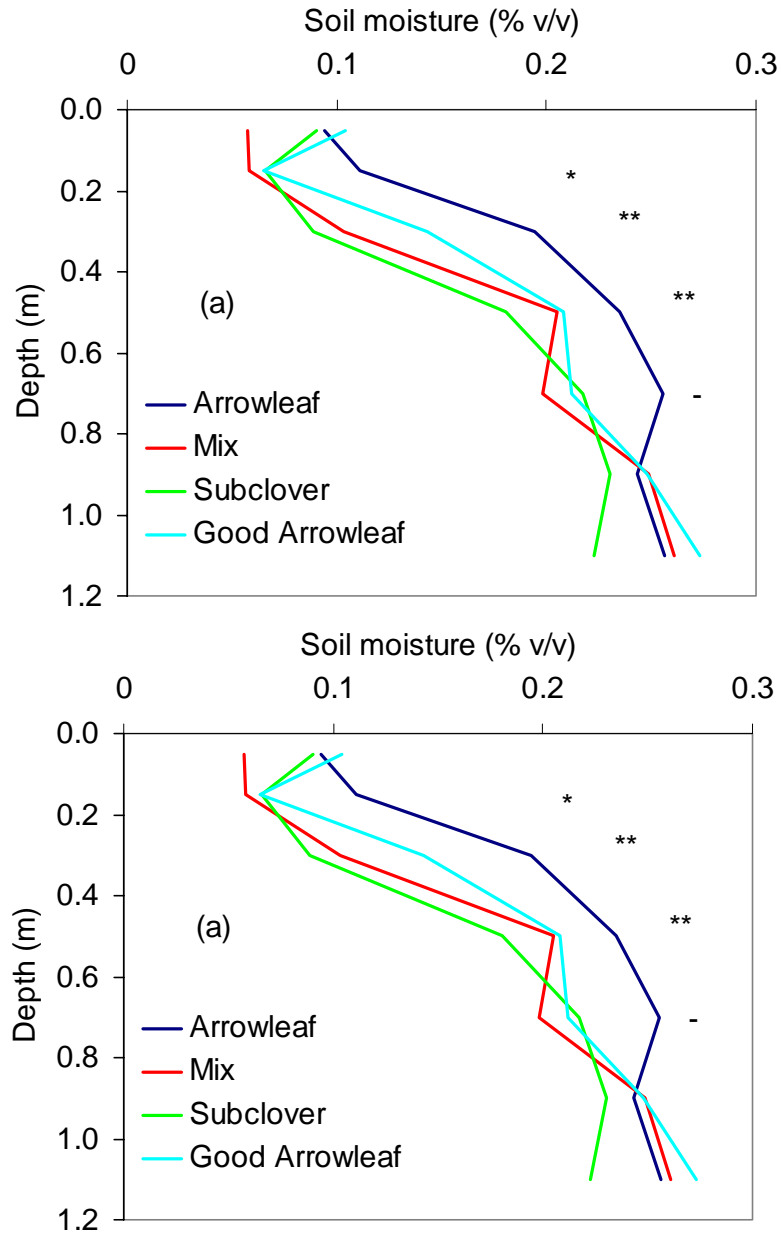 Soil moisture (% v/v)
0 0.1 0.2 0.3
0.0
*
0.2
**
0.4
(a) **
0.6
Depth (m)
-
Arrowleaf
0.8
Mix
Subclover
1.0
Good Arrowleaf
1.2
Soil moisture (% v/v)
0 0.1 0.2 0.3
0.0
*
0.2
**
0.4
(a) **
0.6
Depth (m)
-
Arrowleaf
0.8
Mix
Subclover
1.0
Good Arrowleaf
1.2